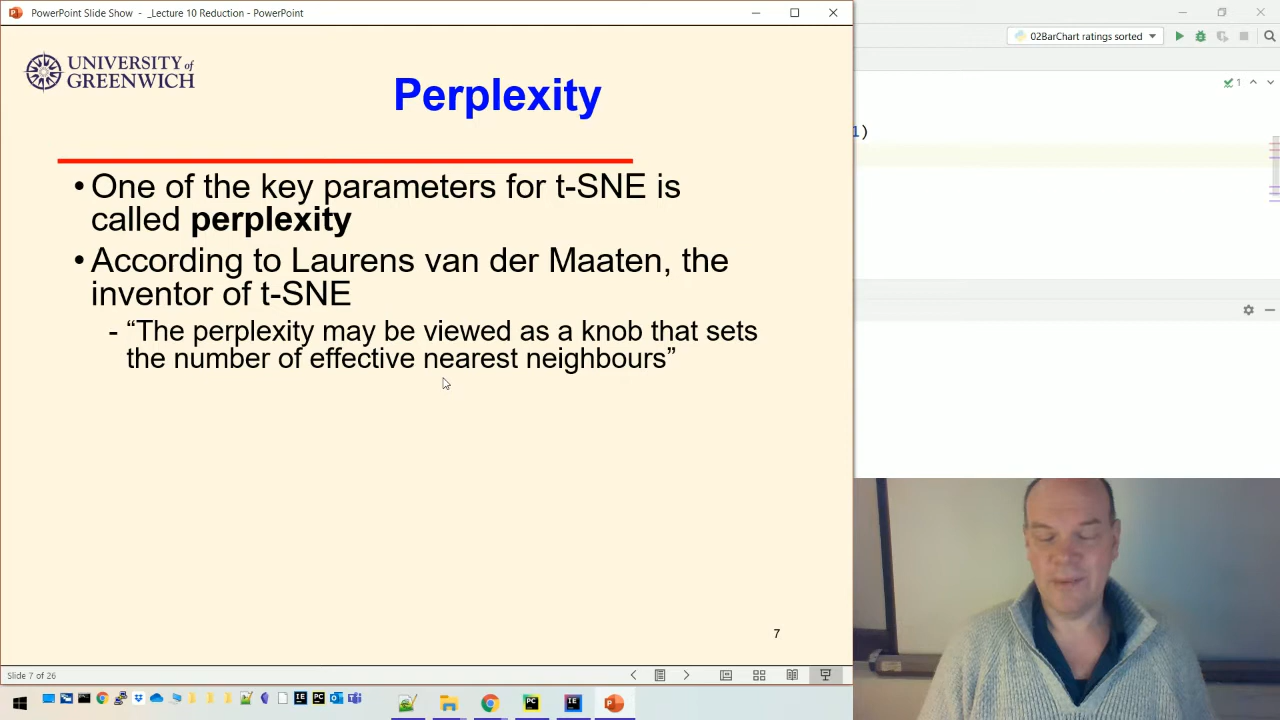 PowerPoint Slide Show - _Lecture 10 Reduction - PowerPoint
02BarChart ratings sorted
UNIVERSITY of
GREENWICH
1
Perplexity
1)
• One of the key parameters for t-SNE is
called perplexity
• According to Laurens van der Maaten, the
inventor of t-SNE
- “The perplexity may be viewed as a knob that sets
the number of effective nearest neighbours”
7
Slide 7 of 26